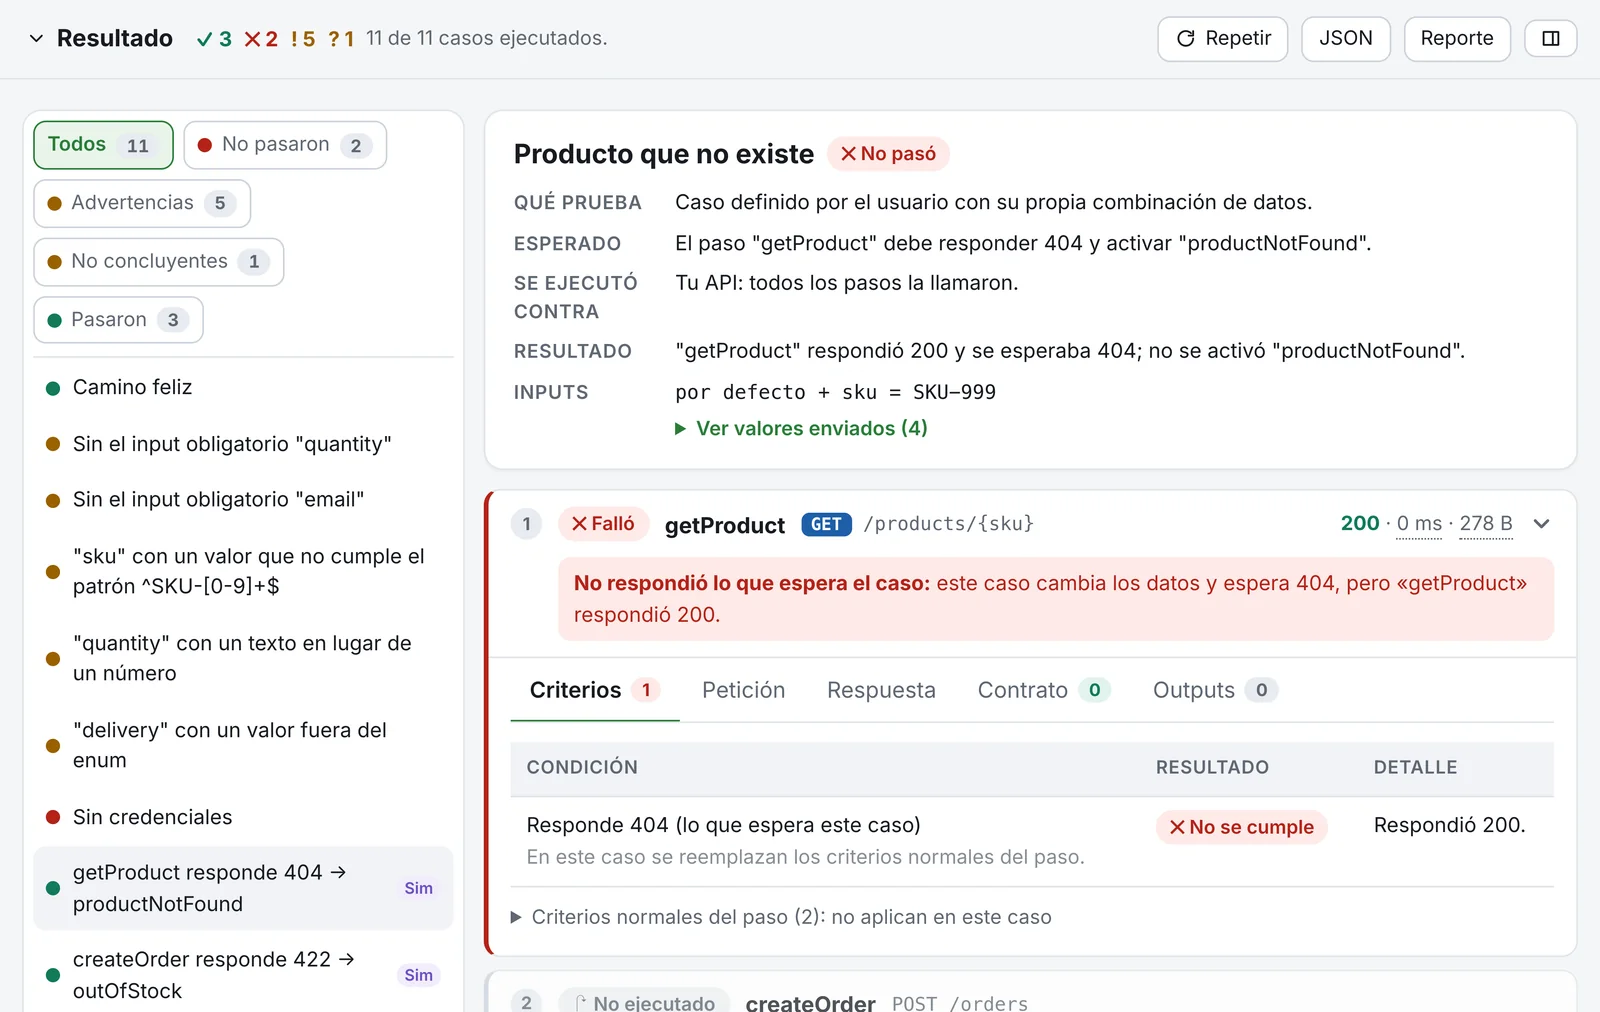 Resultado ✓ 3 ✕ 2 ! 5 ? 1 11 de 11 casos ejecutados.
Repetir JSON Reporte
Todos 11 No pasaron 2
Advertencias 5
No concluyentes 1
Pasaron 3
Camino feliz
Sin el input obligatorio "quantity"
Sin el input obligatorio "email"
"sku" con un valor que no cumple el
patrón ^SKU-[0-9]+$
"quantity" con un texto en lugar de
un número
"delivery" con un valor fuera del
enum
Sin credenciales
getProduct responde 404 →
productNotFound
Sim
createOrder responde 422 →
outOfStock
Sim
Producto que no existe ✕ No pasó
QUÉ PRUEBA Caso definido por el usuario con su propia combinación de datos.
ESPERADO El paso "getProduct" debe responder 404 y activar "productNotFound".
SE EJECUTÓ
CONTRA
Tu API: todos los pasos la llamaron.
RESULTADO "getProduct" respondió 200 y se esperaba 404; no se activó "productNotFound".
INPUTS por defecto + sku = SKU-999
▶ Ver valores enviados (4)
1 ✕ Falló getProduct GET /products/{sku} 200 · 0 ms · 278 B
No respondió lo que espera el caso: este caso cambia los datos y espera 404, pero «getProduct»
respondió 200.
Criterios 1 Petición Respuesta Contrato 0 Outputs 0
CONDICIÓN RESULTADO DETALLE
Responde 404 (lo que espera este caso) ✕ No se cumple Respondió 200.
En este caso se reemplazan los criterios normales del paso.
▶ Criterios normales del paso (2): no aplican en este caso
2 No ejecutado createOrder POST /orders